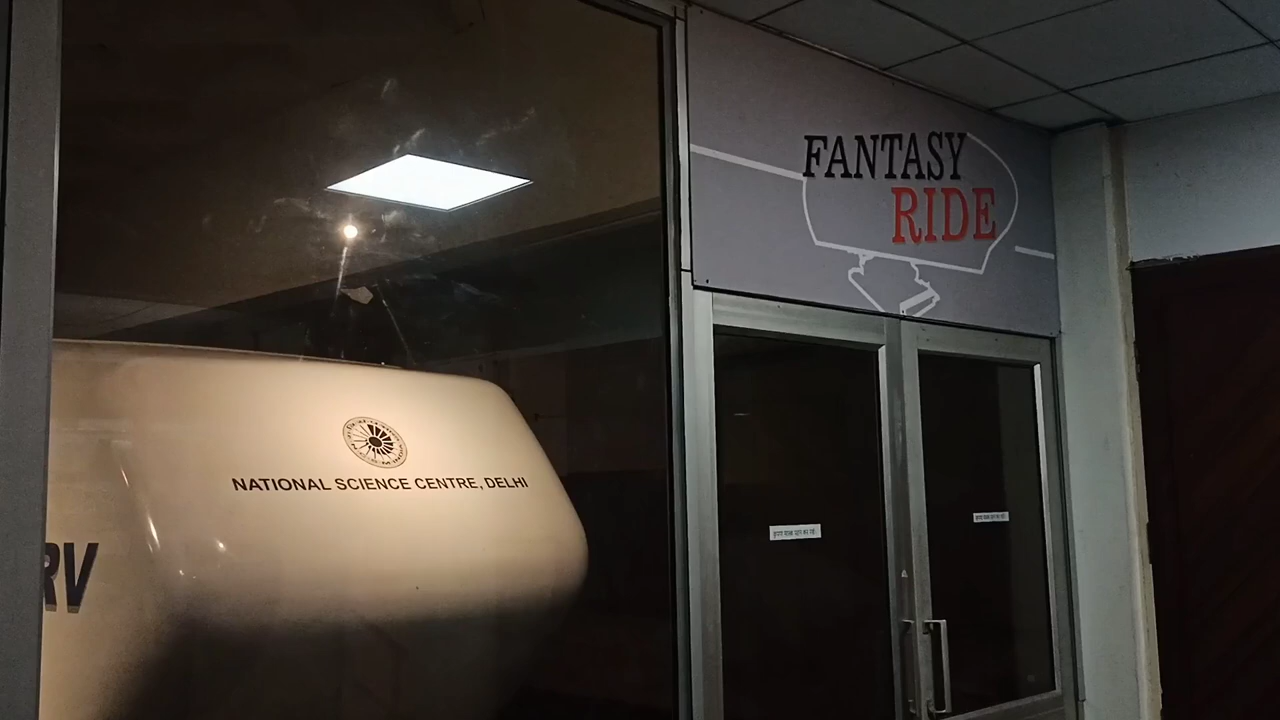 FANTASY
RIDE
NATIONAL SCIENCE CENTRE, DELHI
RV